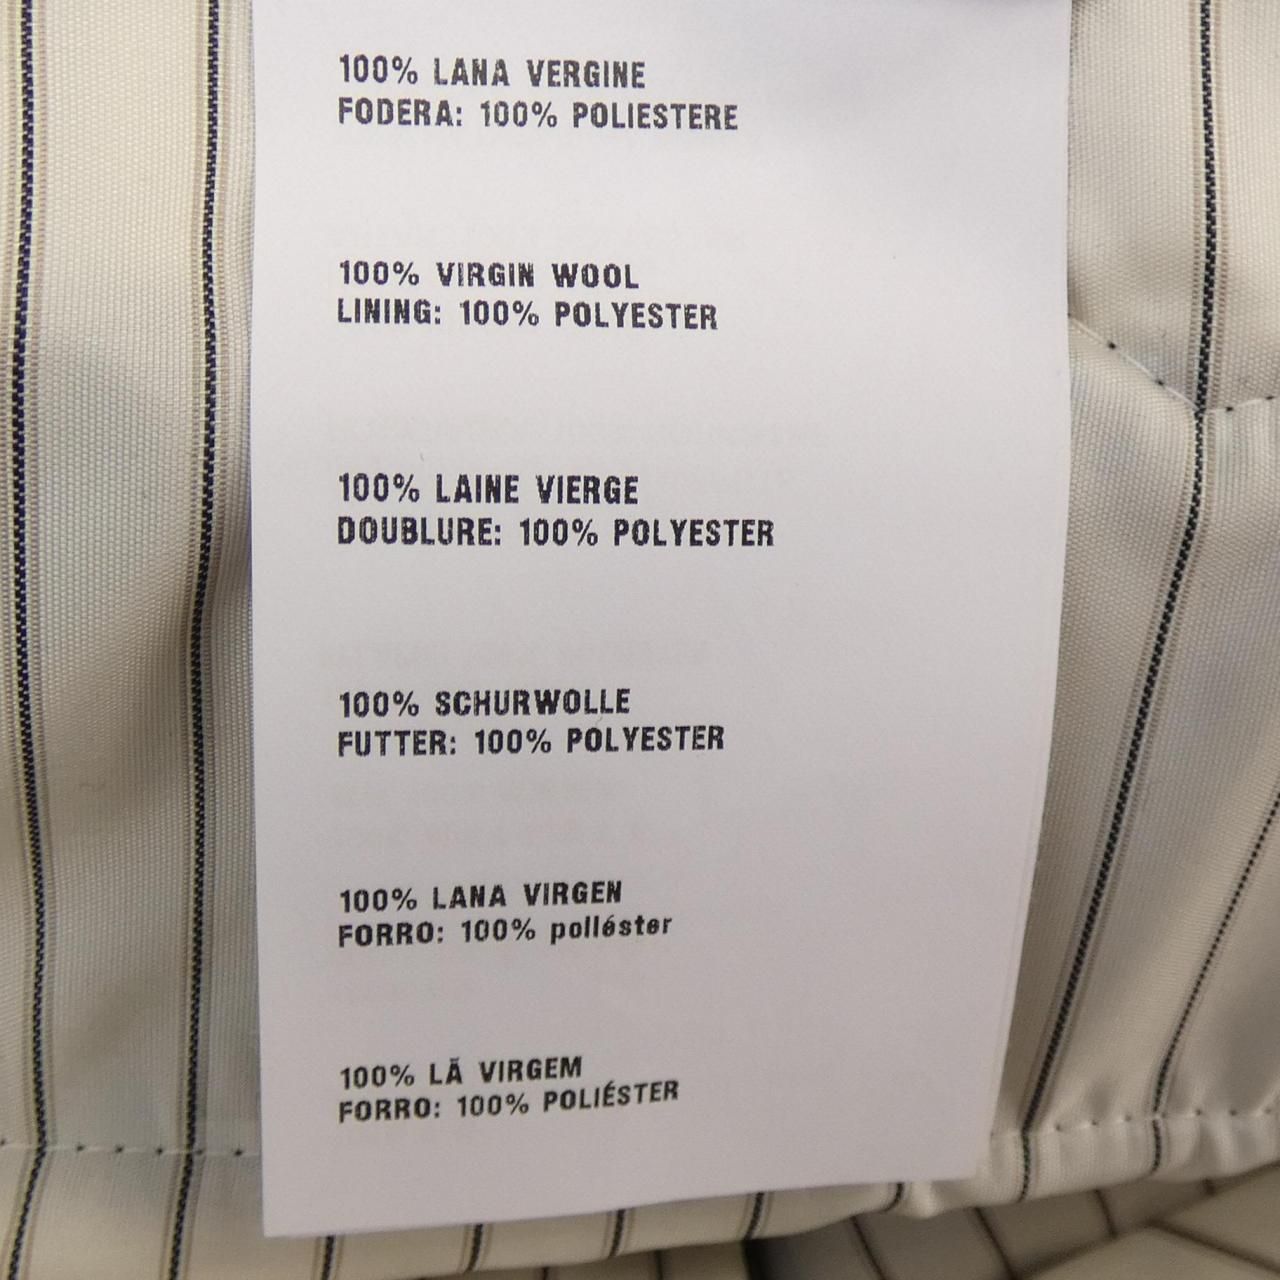 100% LANA VERGINE
FODERA: 100% POLIESTERE
100% VIRGIN WOOL
LINING: 100% POLYESTER
100% LAINE VIERGE
DOUBLURE: 100% POLYESTER
100% SCHURWOLLE
FUTTER: 100% POLYESTER
100% LANA VIRGEN
FORRO: 100% poliéster
100% LÃ VIRGEM
FORRO: 100% POLIÉSTER